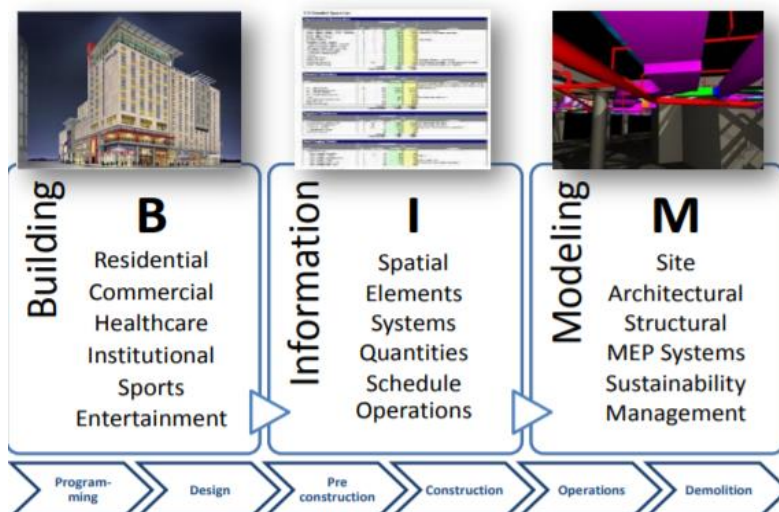 Building
B
Residential
Commercial
Healthcare
Institutional
Sports
Entertainment
Information
I
Spatial
Elements
Systems
Quantities
Schedule
Operations
Modeling
M
Site
Architectural
Structural
MEP Systems
Sustainability
Management
Program-
ming
Design
Pre
construction
Construction
Operations
Demolition